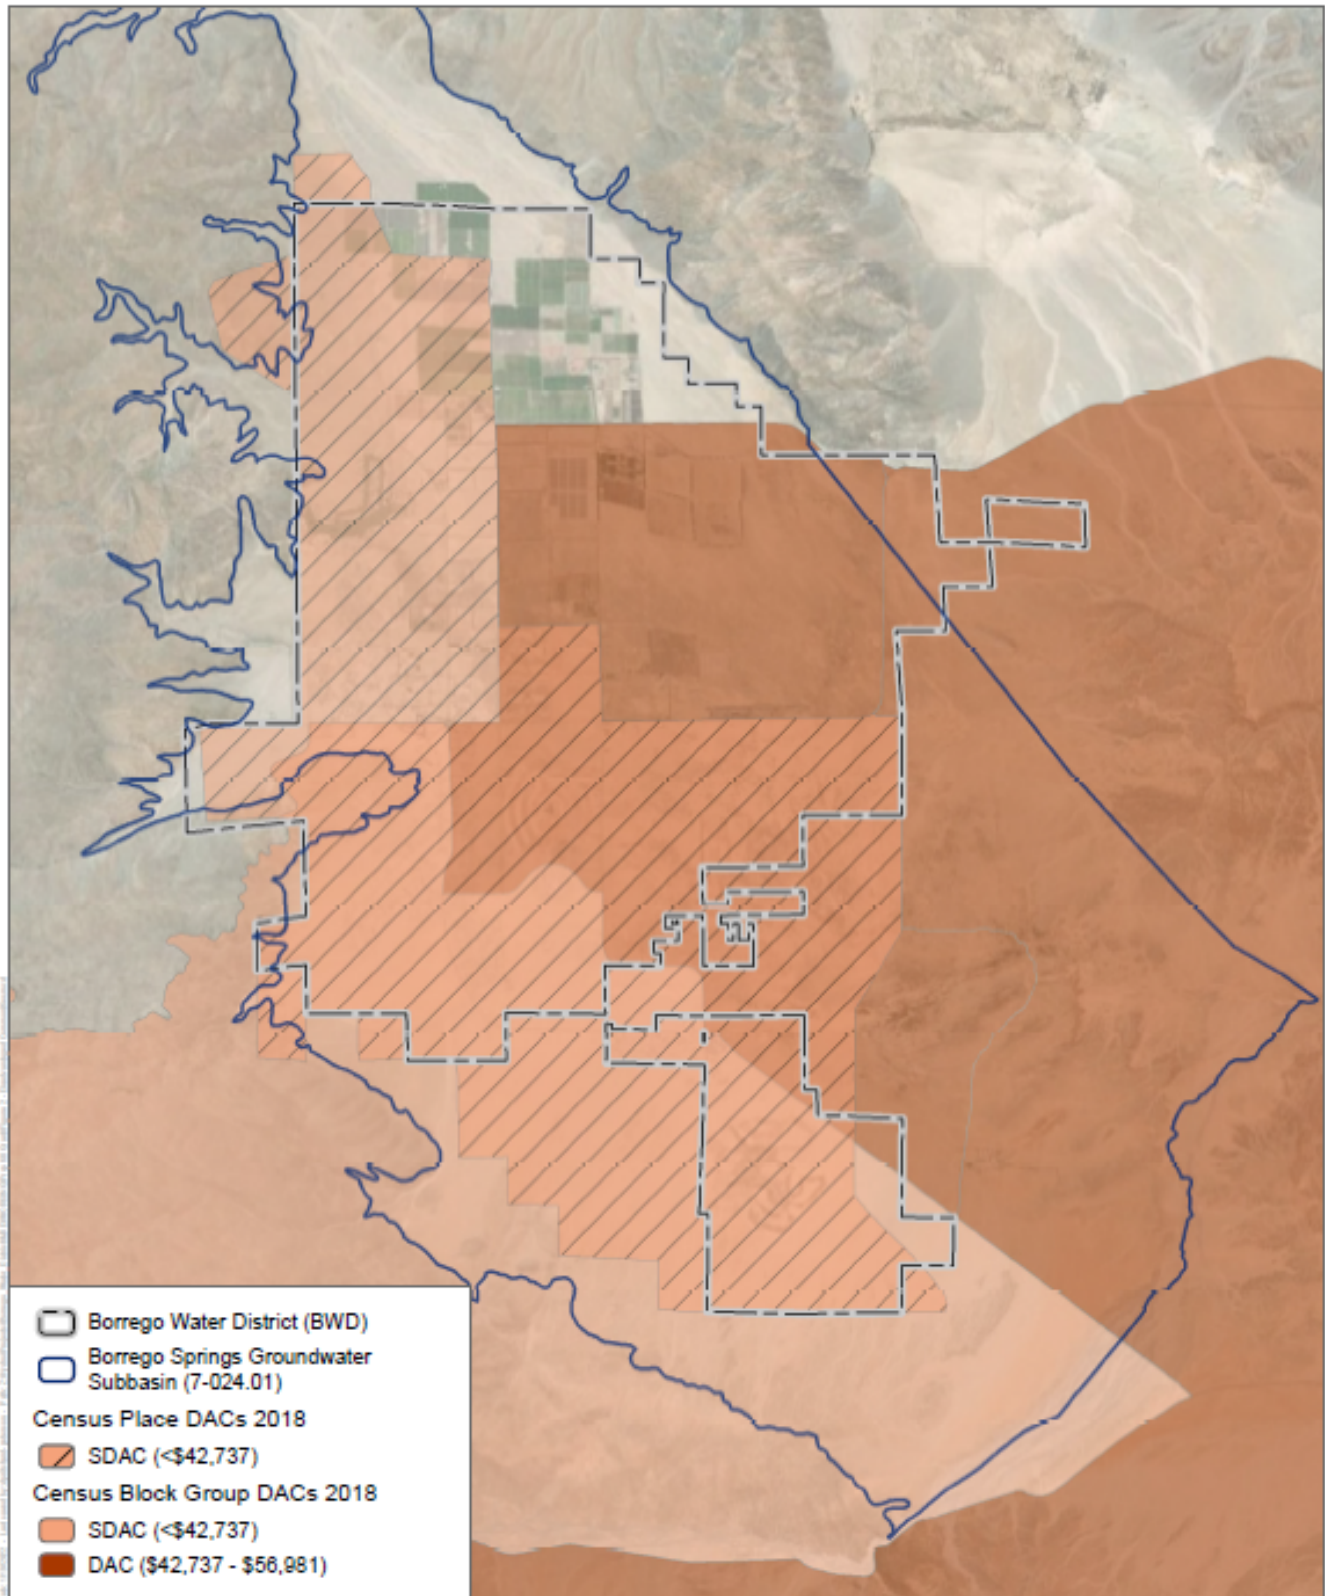 Borrego Water District (BWD)
Borrego Springs Groundwater
Subbasin (7-024.01)
Census Place DACs 2018
SDAC (<$42,737)
Census Block Group DACs 2018
SDAC (<$42,737)
DAC ($42,737 - $56,981)